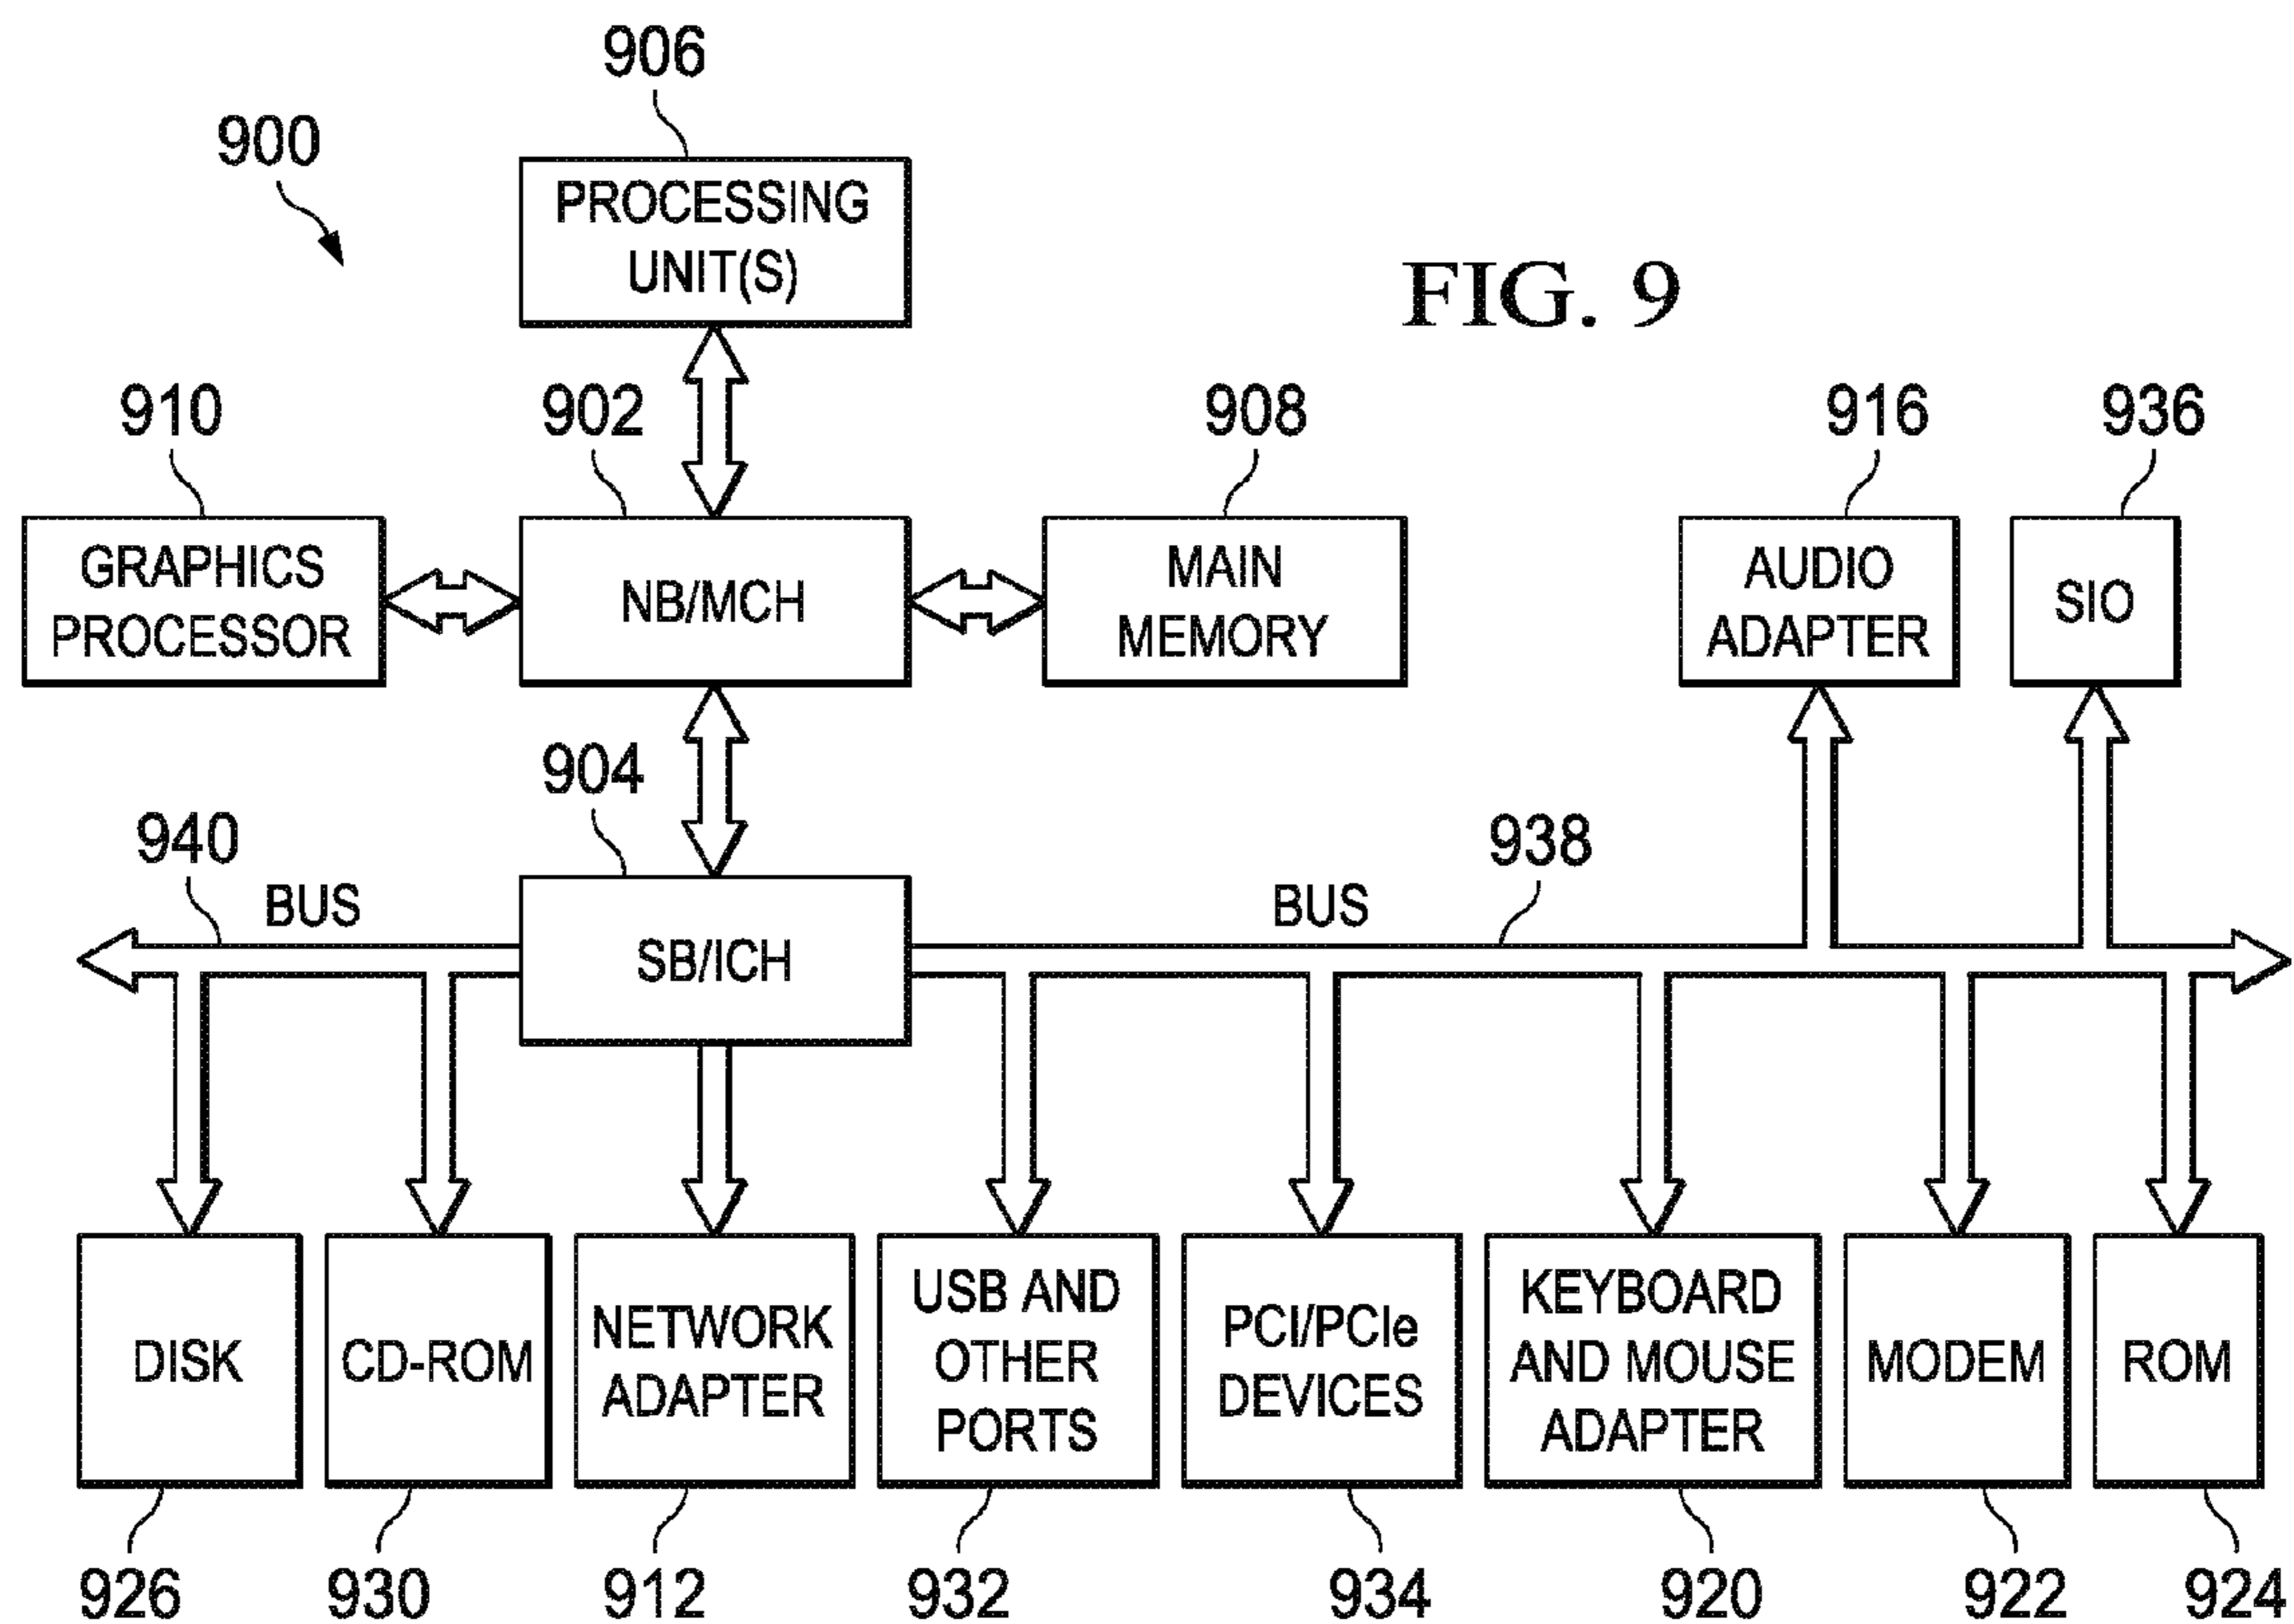 906
900
PROCESSING
UNIT(S)
FIG. 9
910
902
908
916
936
GRAPHICS
PROCESSOR
NB/MCH
MAIN
MEMORY
AUDIO
ADAPTER
SIO
904
940
BUS
SB/ICH
BUS
938
DISK
CD-ROM
NETWORK
ADAPTER
USB AND
OTHER
PORTS
PCI/PCIe
DEVICES
KEYBOARD
AND MOUSE
ADAPTER
MODEM
ROM
926
930
912
932
934
920
922
924